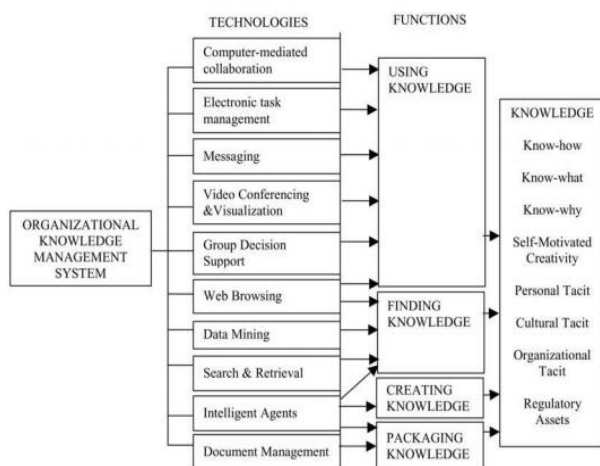 TECHNOLOGIES
FUNCTIONS
ORGANIZATIONAL
KNOWLEDGE
MANAGEMENT
SYSTEM
Computer-mediated
collaboration
Electronic task
management
Messaging
Video Conferencing
&Visualization
Group Decision
Support
Web Browsing
Data Mining
Search & Retrieval
Intelligent Agents
Document Management
USING
KNOWLEDGE
FINDING
KNOWLEDGE
CREATING
KNOWLEDGE
PACKAGING
KNOWLEDGE
KNOWLEDGE
Know-how
Know-what
Know-why
Self-Motivated
Creativity
Personal Tacit
Cultural Tacit
Organizational
Tacit
Regulatory
Assets